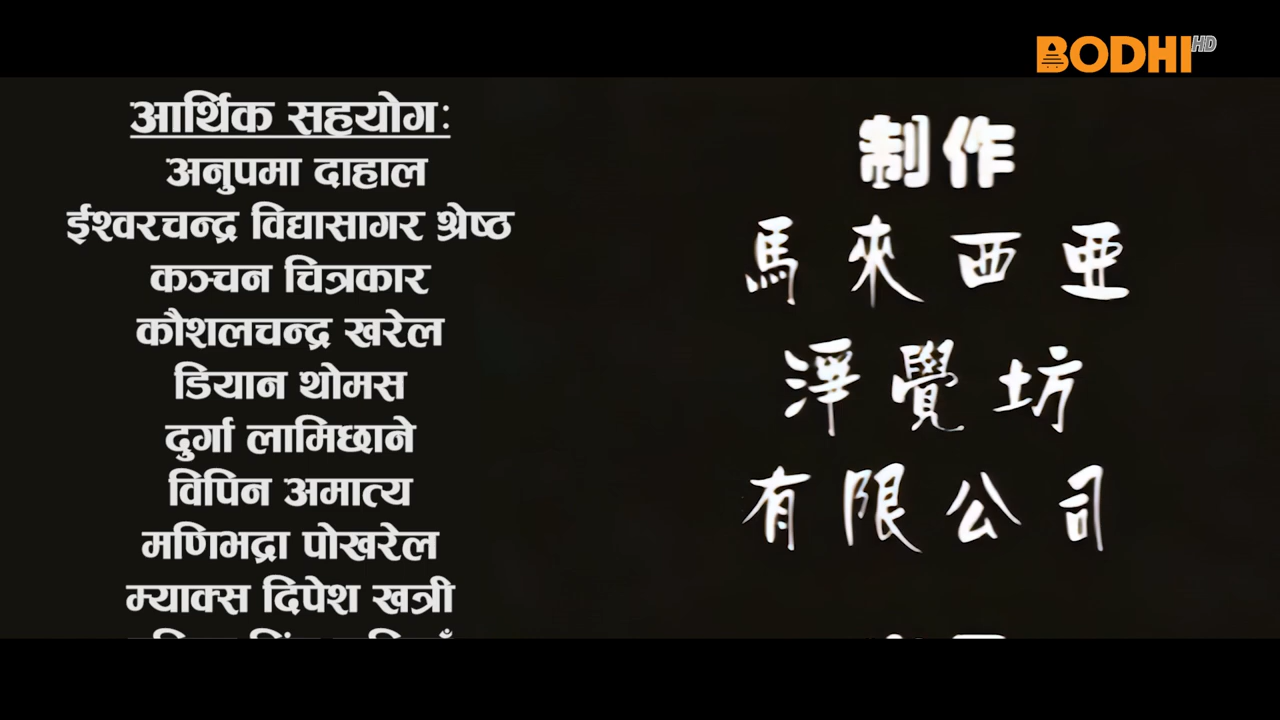 BODHI HD
आर्थिक सहयोग:
अनुपमा दाहाल
ईश्वरचन्द्र विद्यासागर श्रेष्ठ
कञ्चन चित्रकार
कौशलचन्द्र खरेल
डियान थोमस
दुर्गा लामिछाने
विपिन अमात्य
मणिभद्रा पोखरेल
म्याक्स दिपेश खत्री
制作
馬來西亜
淨覺坊
有限公司